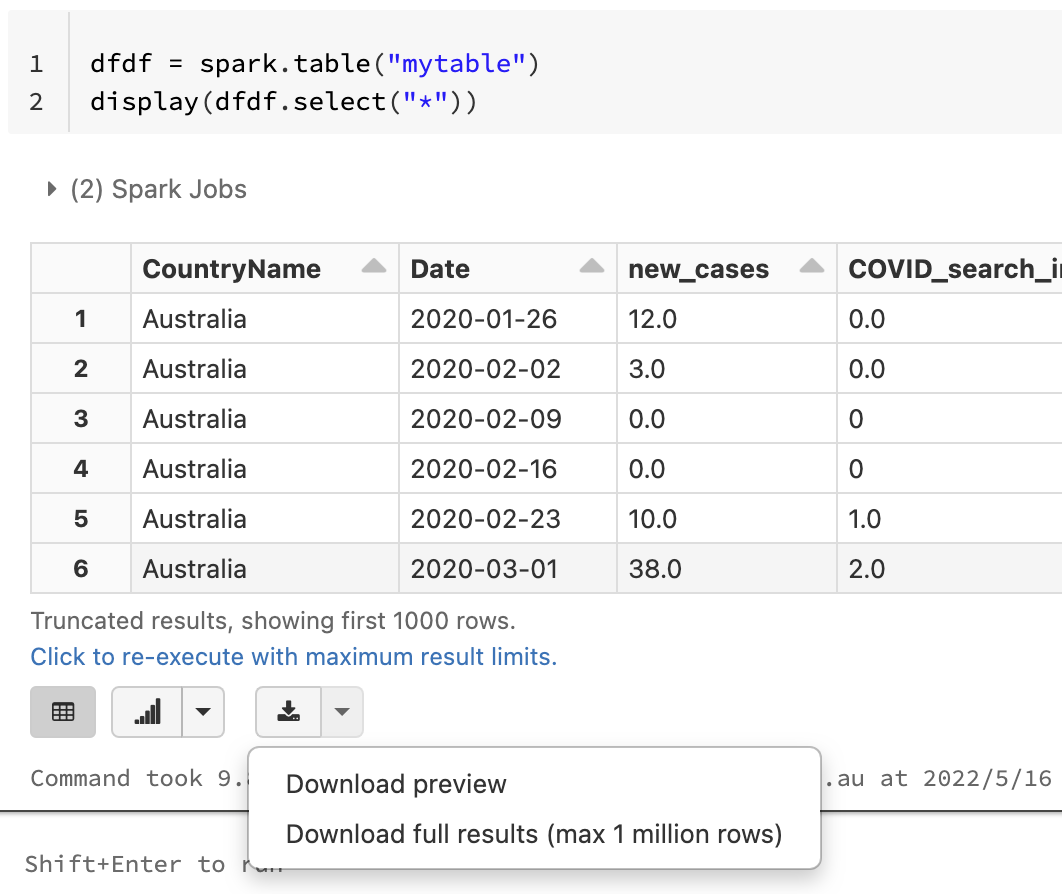 1 dfdf = spark.table("mytable")
2 display(dfdf.select("*"))
(2) Spark Jobs
CountryName Date new_cases
1 Australia 2020-01-26 12.0 0.0
2 Australia 2020-02-02 3.0 0.0
3 Australia 2020-02-09 0.0 0
4 Australia 2020-02-16 0.0 0
5 Australia 2020-02-23 10.0 1.0
6 Australia 2020-03-01 38.0 2.0
Truncated results, showing first 1000 rows.
Click to re-execute with maximum result limits.
Command took 9. .au at 2022/5/16
Download preview
Download full results (max 1 million rows)
Shift+Enter to